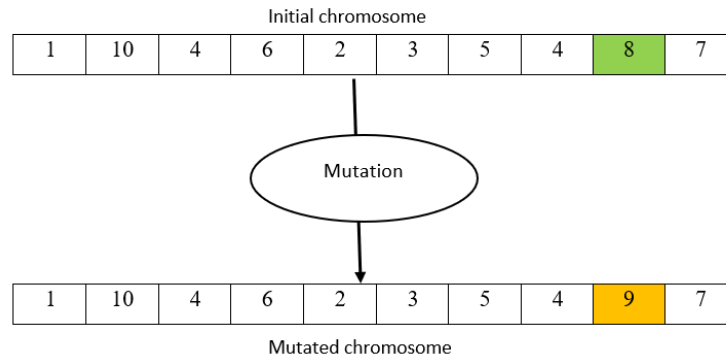 Initial chromosome
1 10 4 6 2 3 5 4 8 7
Mutation
1 10 4 6 2 3 5 4 9 7
Mutated chromosome